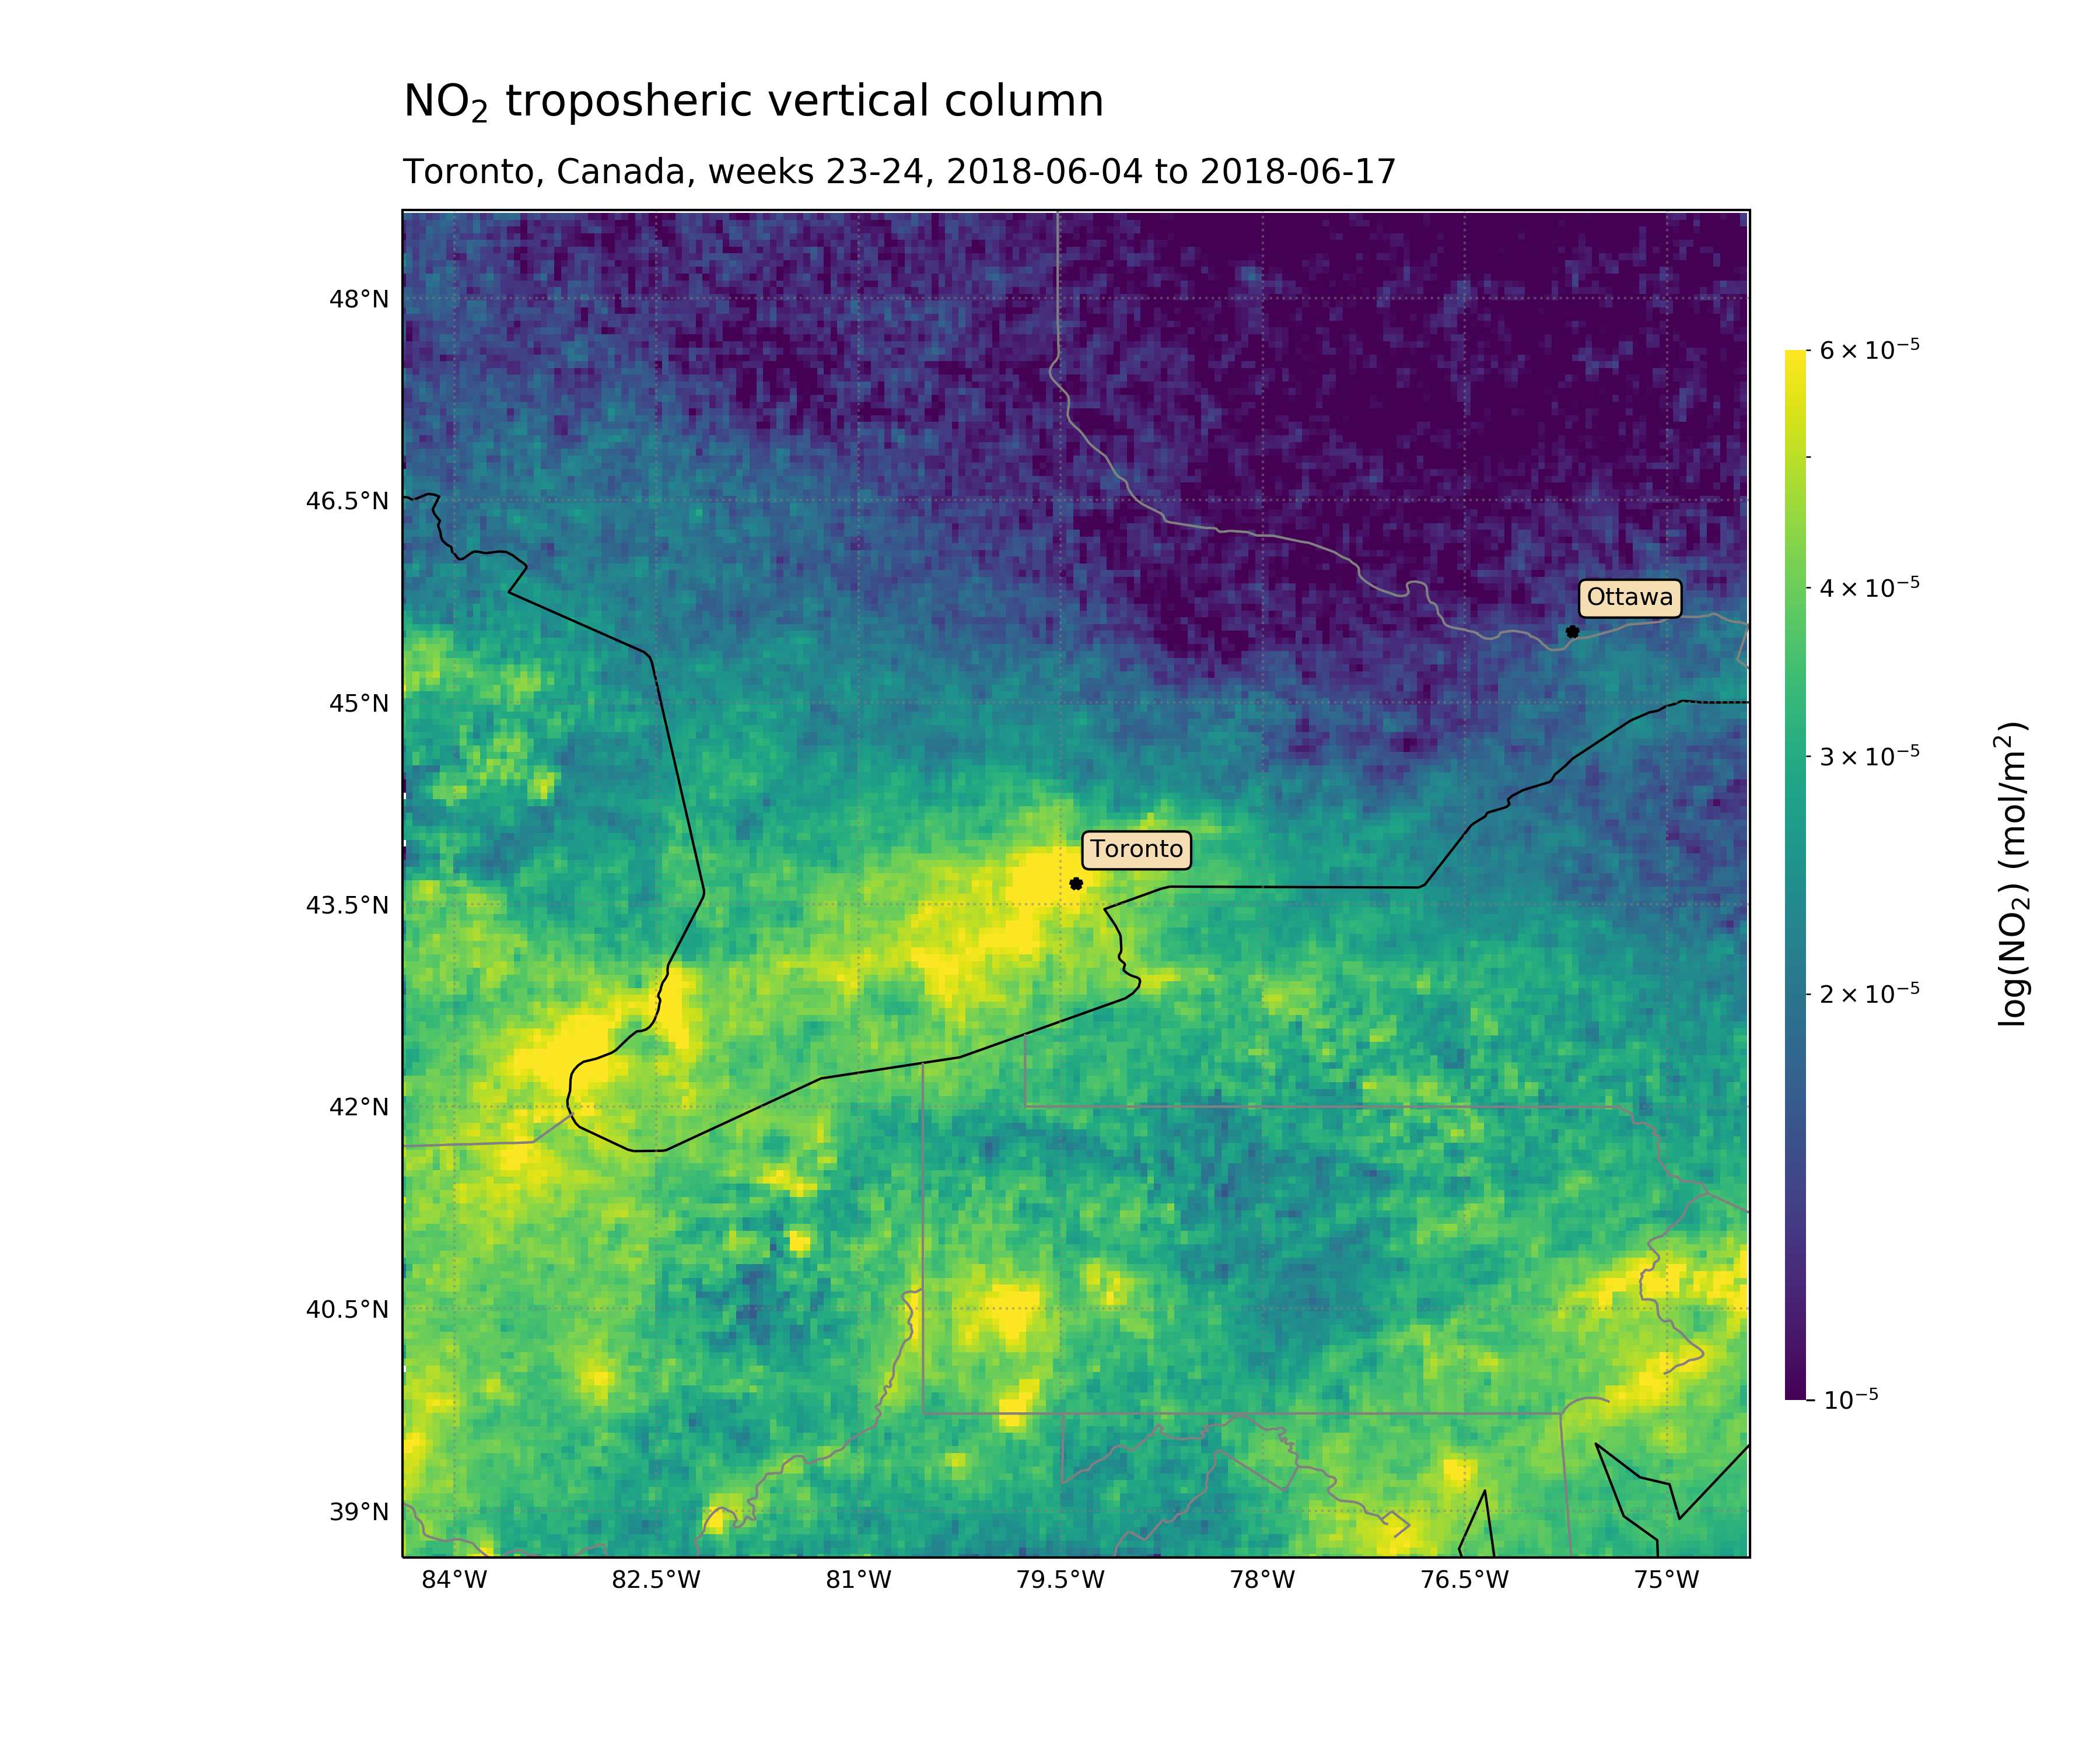 NO₂ troposheric vertical column
Toronto, Canada, weeks 23-24, 2018-06-04 to 2018-06-17
48°N
46.5°N
45°N
43.5°N
42°N
40.5°N
39°N
84°W 82.5°W 81°W 79.5°W 78°W 76.5°W 75°W
Ottawa
Toronto
6 × 10⁻⁵
4 × 10⁻⁵
3 × 10⁻⁵
2 × 10⁻⁵
10⁻⁵
log(NO₂) (mol/m²)